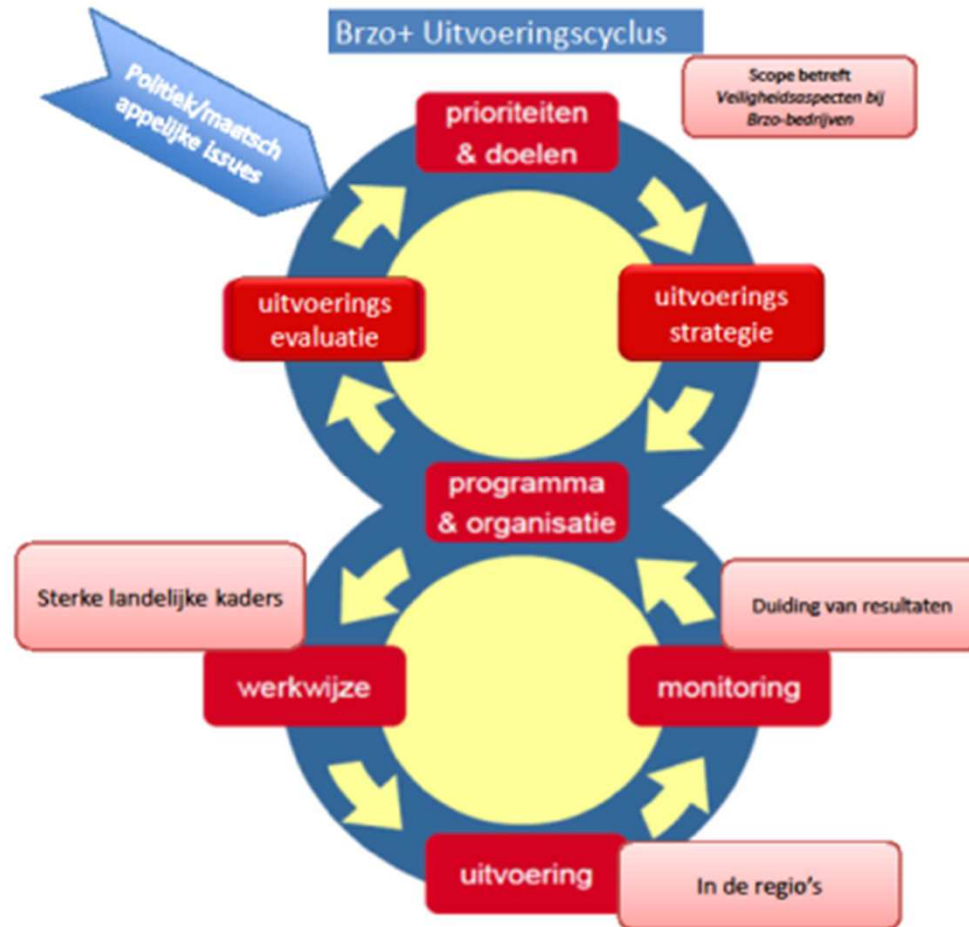 Brzo+ Uitvoeringscyclus
Politiek/maatsch
appelijke issues
Scope betreft
Veiligheidsaspecten bij
Brzo-bedrijven
prioriteiten
& doelen
uitvoerings
evaluatie
uitvoerings
strategie
programma
& organisatie
Sterke landelijke kaders
Duiding van resultaten
werkwijze
monitoring
uitvoering
In de regio's